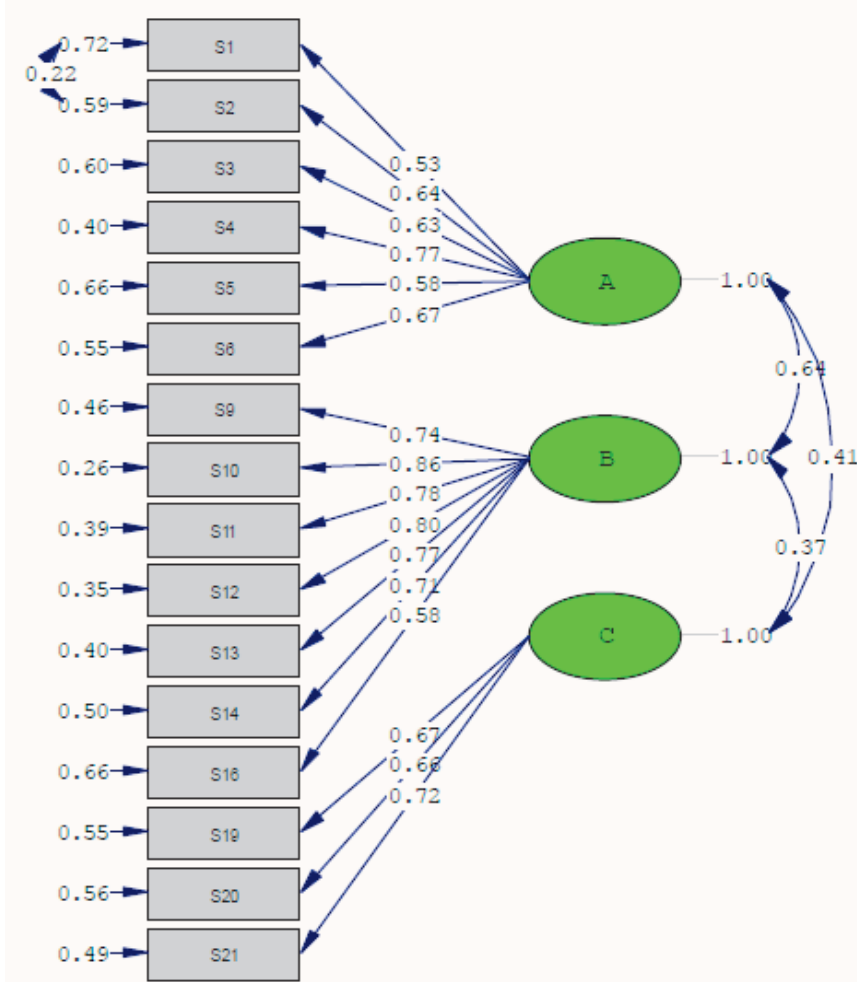 0.72 S1
0.22
0.59 S2
0.60 S3
0.53
0.64
0.40 S4
0.63
0.77
0.66 S5
0.58
A 1.00
0.67
0.55 S6
0.64
0.46 S9
0.74
0.26 S10
0.86
B 1.00 0.41
0.78
0.39 S11
0.80
0.37
0.77
0.35 S12
0.71
0.58
0.40 S13
C 1.00
0.50 S14
0.67
0.66 S16
0.66
0.72
0.55 S19
0.56 S20
0.49 S21